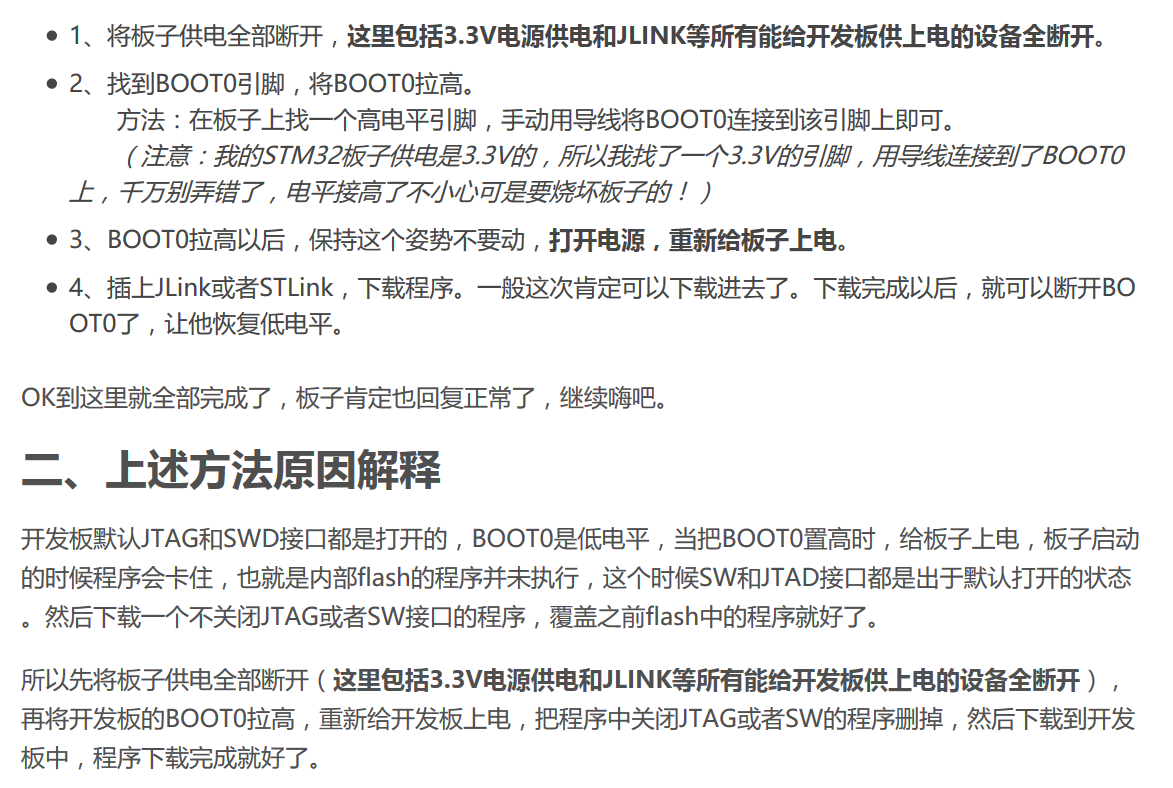 1、将板子供电全部断开，这里包括3.3V电源供电和JLINK等所有能给开发板供上电的设备全断开。
2、找到BOOT0引脚，将BOOT0拉高。
方法：在板子上找一个高电平引脚，手动用导线将BOOT0连接到该引脚上即可。
（注意：我的STM32板子供电是3.3V的，所以我找了一个3.3V的引脚，用导线连接到了BOOT0
上，千万别弄错了，电平接高了不小心可是要烧坏板子的！）
3、BOOT0拉高以后，保持这个姿势不要动，打开电源，重新给板子上电。
4、插上JLink或者STLink，下载程序。一般这次肯定可以下载进去了。下载完成以后，就可以断开BO
OT0了，让他恢复低电平。
OK到这里就全部完成了，板子肯定也回复正常了，继续嗨吧。
二、上述方法原因解释
开发板默认JTAG和SWD接口都是打开的，BOOT0是低电平，当把BOOT0置高时，给板子上电，板子启动
的时候程序会卡住，也就是内部flash的程序并未执行，这个时候SW和JTAD接口都是出于默认打开的状态
。然后下载一个不关闭JTAG或者SW接口的程序，覆盖之前flash中的程序就好了。
所以先将板子供电全部断开（这里包括3.3V电源供电和JLINK等所有能给开发板供上电的设备全断开），
再将开发板的BOOT0拉高，重新给开发板上电，把程序中关闭JTAG或者SW的程序删掉，然后下载到开发
板中，程序下载完成就好了。